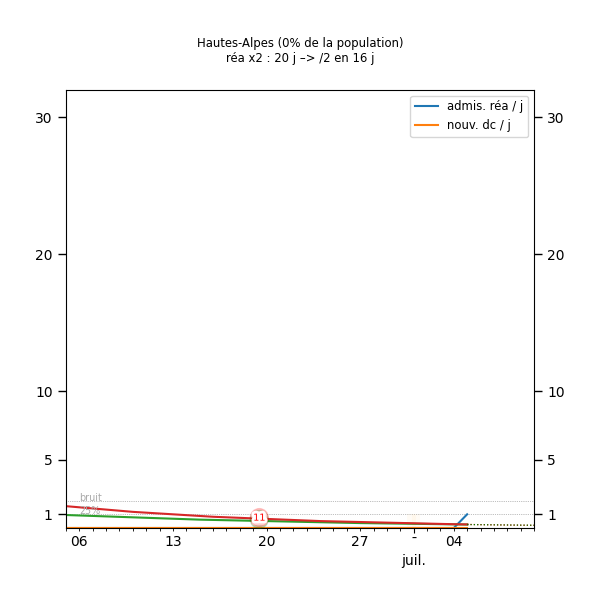 Hautes-Alpes (0% de la population)
réa x2 : 20 j –> /2 en 16 j
admis. réa / j
nouv. dc / j
30 30
20 20
10 10
5 5
bruit
25%
1 11 1
06 13 20 27 - 04
juil.